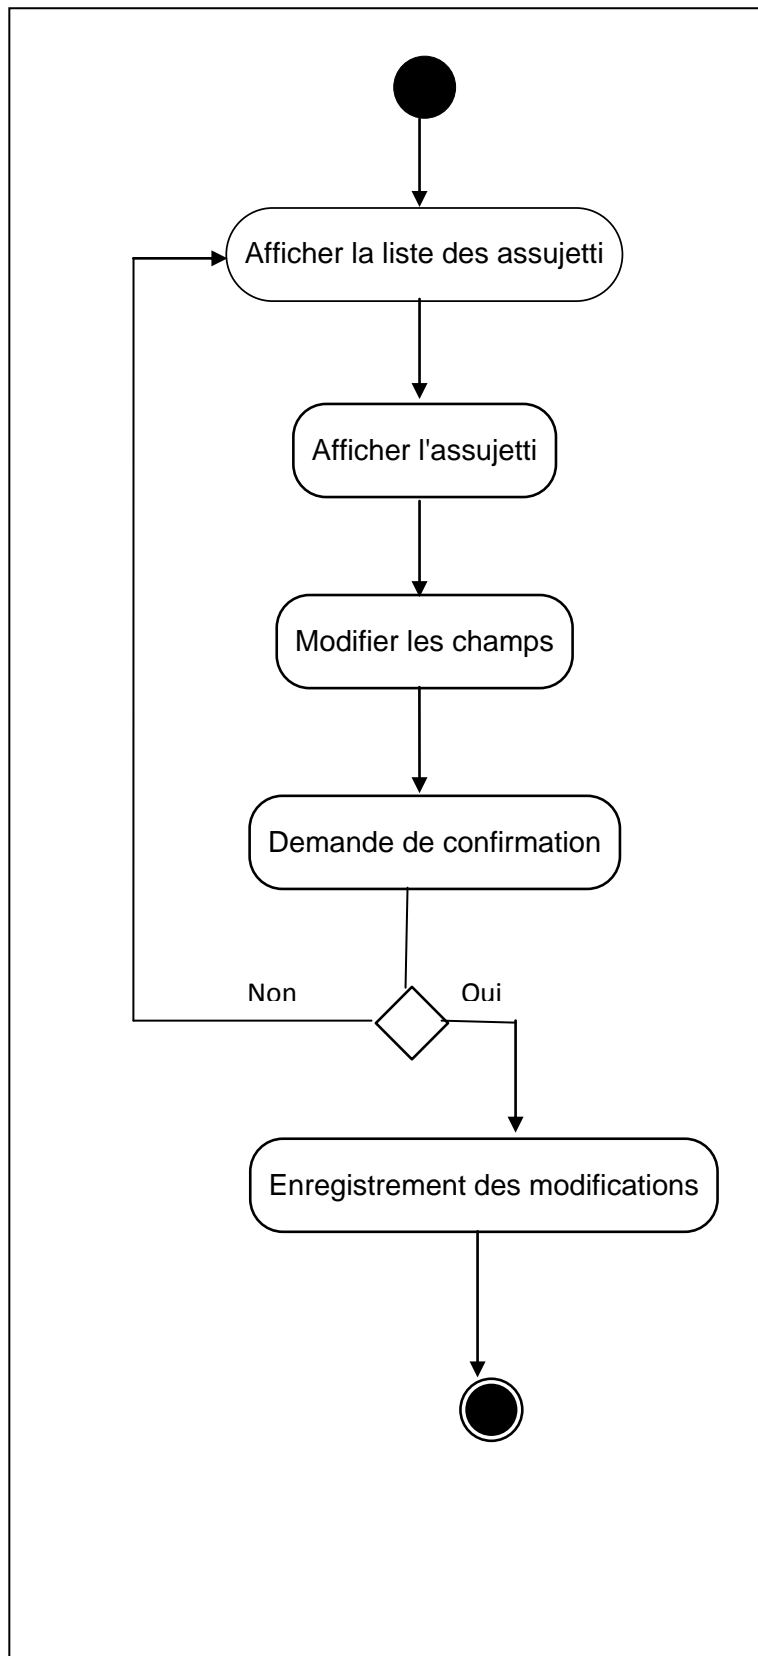 Afficher la liste des assujetti
Afficher l'assujetti
Modifier les champs
Demande de confirmation
Non
Oui
Enregistrement des modifications